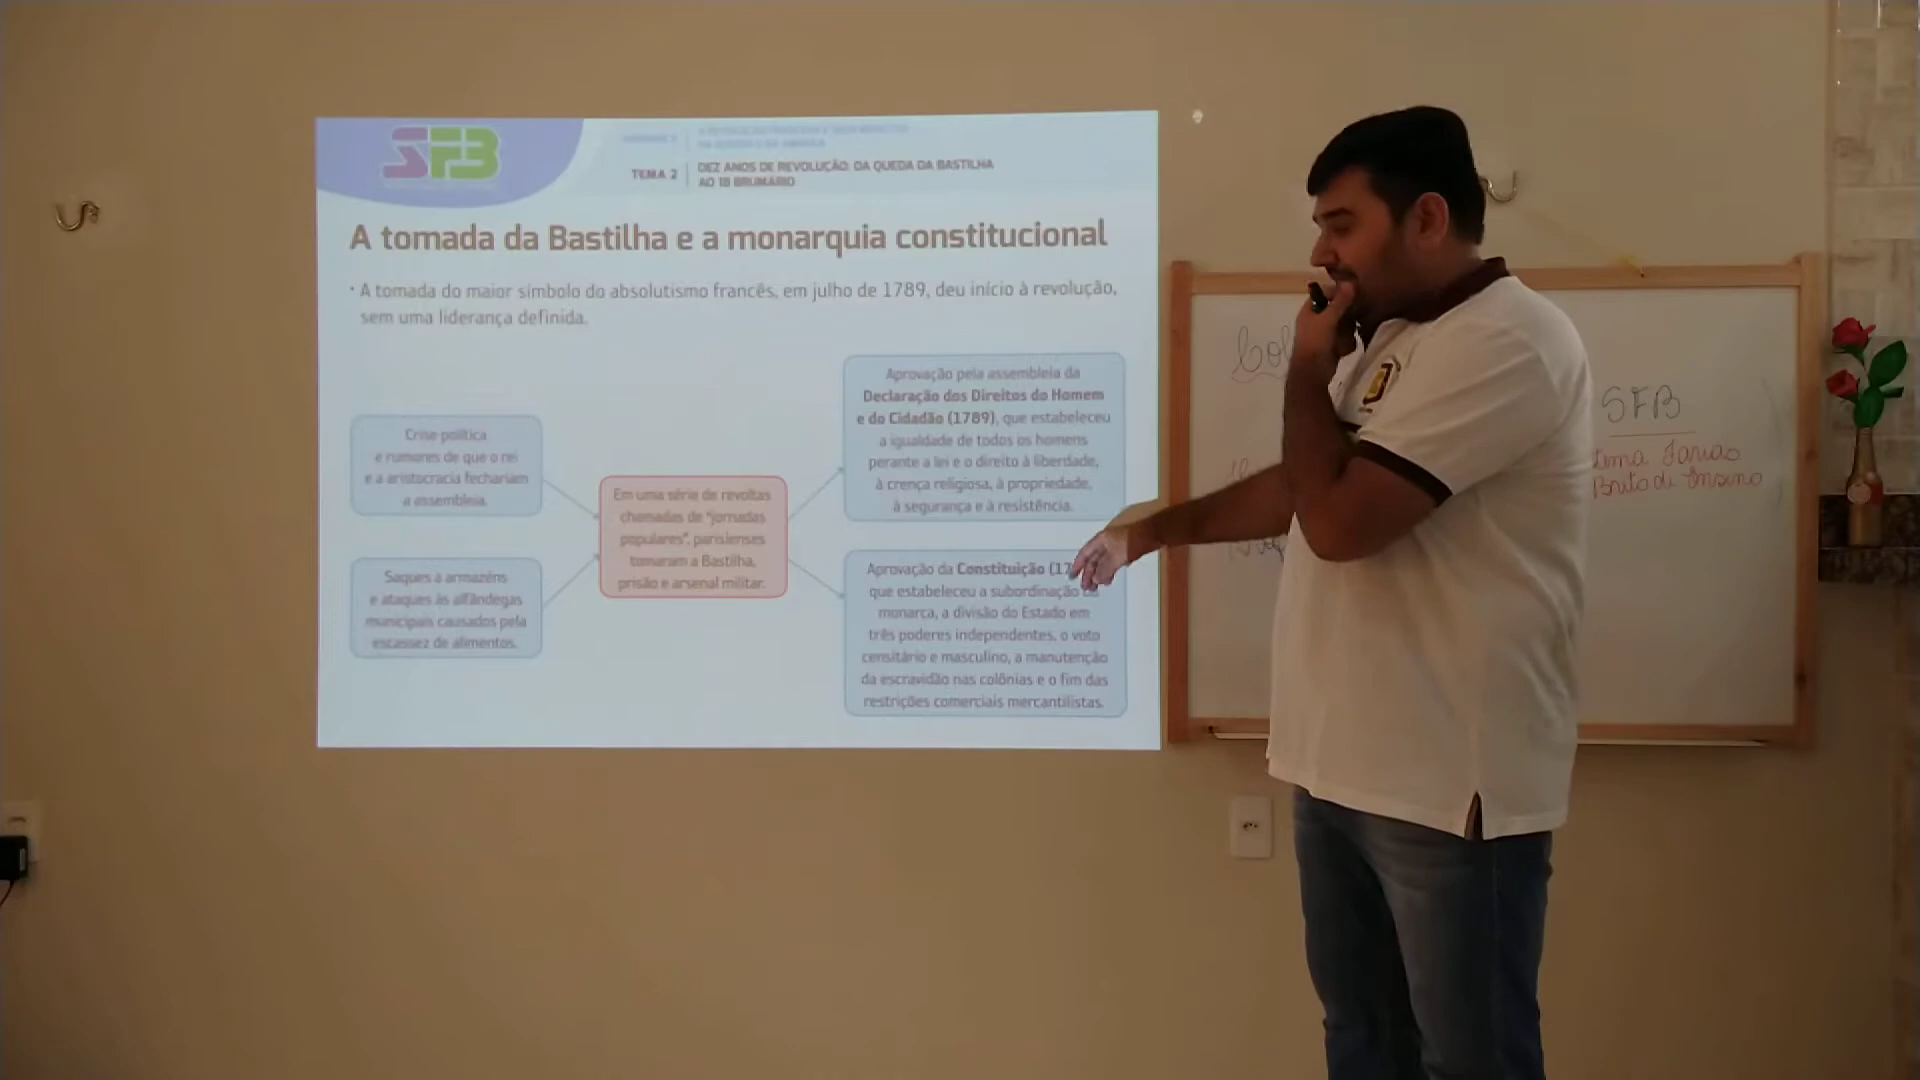 SFB
TEMA 2
DEZ ANOS DE REVOLUÇÃO: DA QUEDA DA BASTILHA
AO 18 BRUMÁRIO
A tomada da Bastilha e a monarquia constitucional
• A tomada do maior símbolo do absolutismo francês, em julho de 1789, deu início à revolução,
sem uma liderança definida.
Crise política
e rumores de que o rei
e a aristocracia fechariam
a assembleia.
Saques a armazéns
e ataques às alfândegas
municipais causados pela
escassez de alimentos.
Em uma série de revoltas
chamadas de "jornadas
populares", parisienses
tomaram a Bastilha,
prisão e arsenal militar.
Aprovação pela assembleia da
Declaração dos Direitos do Homem
e do Cidadão (1789), que estabeleceu
a igualdade de todos os homens
perante a lei e o direito à liberdade,
à crença religiosa, à propriedade,
à segurança e à resistência.
Aprovação da Constituição (17
que estabeleceu a subordinação
monarca, a divisão do Estado em
três poderes independentes, o voto
censitário e masculino, a manutenção
da escravidão nas colônias e o fim das
restrições comerciais mercantilistas.
Col
SFB
Brito de Ensino